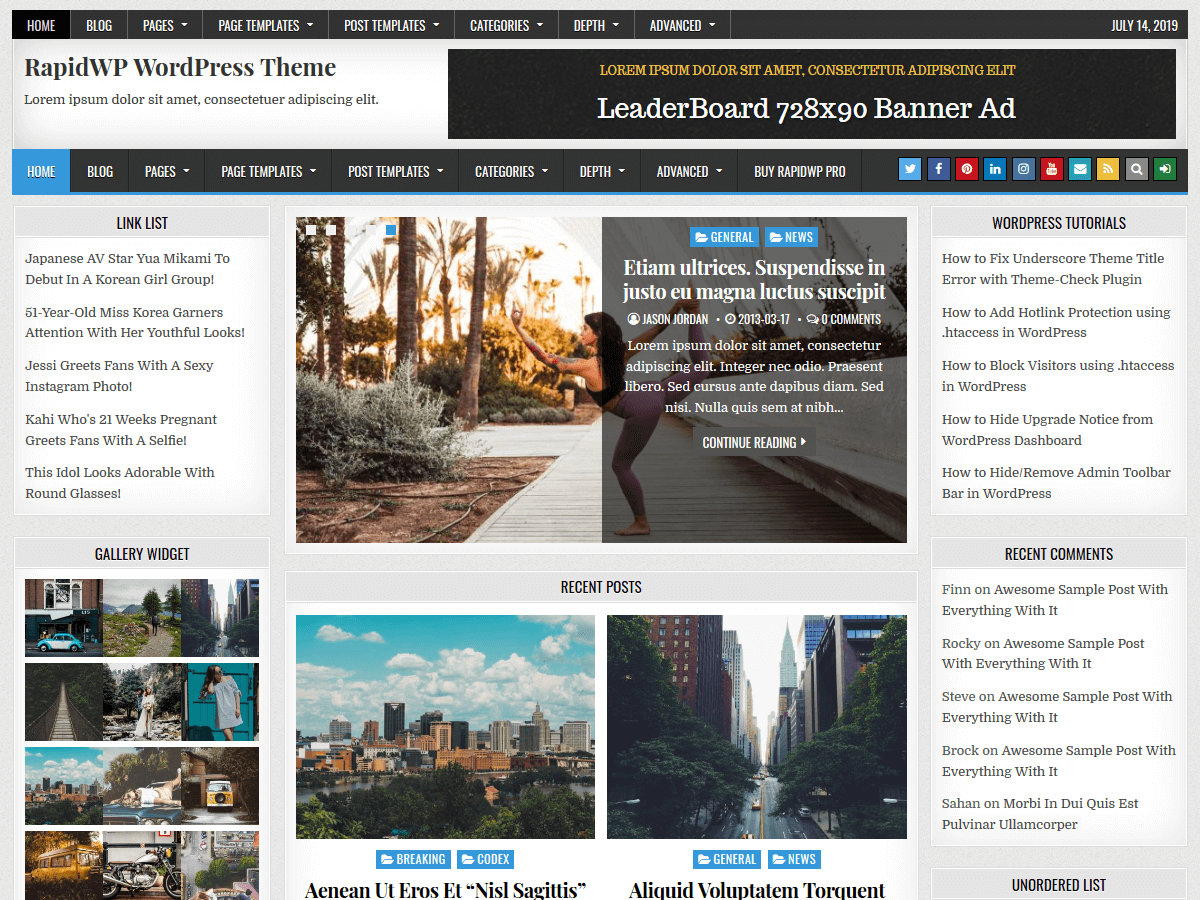 HOME BLOG PAGES PAGE TEMPLATES POST TEMPLATES CATEGORIES DEPTH ADVANCED JULY 14, 2019
RapidWP WordPress Theme
Lorem ipsum dolor sit amet, consectetuer adipiscing elit.
LOREM IPSUM DOLOR SIT AMET, CONSECTETUR ADIPISCING ELIT
LeaderBoard 728x90 Banner Ad
HOME BLOG PAGES PAGE TEMPLATES POST TEMPLATES CATEGORIES DEPTH ADVANCED BUY RAPIDWP PRO
LINK LIST
Japanese AV Star Yua Mikami To
Debut In A Korean Girl Group!
51-Year-Old Miss Korea Garners
Attention With Her Youthful Looks!
Jessi Greets Fans With A Sexy
Instagram Photo!
Kahi Who's 21 Weeks Pregnant
Greets Fans With A Selfie!
This Idol Looks Adorable With
Round Glasses!
GALLERY WIDGET
GENERAL NEWS
Etiam ultrices. Suspendisse in
justo eu magna luctus suscipit
JASON JORDAN • 2013-03-17 • 0 COMMENTS
Lorem ipsum dolor sit amet, consectetur
adipiscing elit. Integer nec odio. Praesent
libero. Sed cursus ante dapibus diam. Sed
nisi. Nulla quis sem at nibh...
CONTINUE READING
RECENT POSTS
BREAKING CODEX
Aenean Ut Eros Et “Nisl Sagittis”
GENERAL NEWS
Aliquid Voluptatem Torquent
WORDPRESS TUTORIALS
How to Fix Underscore Theme Title
Error with Theme-Check Plugin
How to Add Hotlink Protection using
.htaccess in WordPress
How to Block Visitors using .htaccess
in WordPress
How to Hide Upgrade Notice from
WordPress Dashboard
How to Hide/Remove Admin Toolbar
Bar in WordPress
RECENT COMMENTS
Finn on Awesome Sample Post With
Everything With It
Rocky on Awesome Sample Post
With Everything With It
Steve on Awesome Sample Post With
Everything With It
Brock on Awesome Sample Post With
Everything With It
Sahan on Morbi In Dui Quis Est
Pulvinar Ullamcorper
UNORDERED LIST